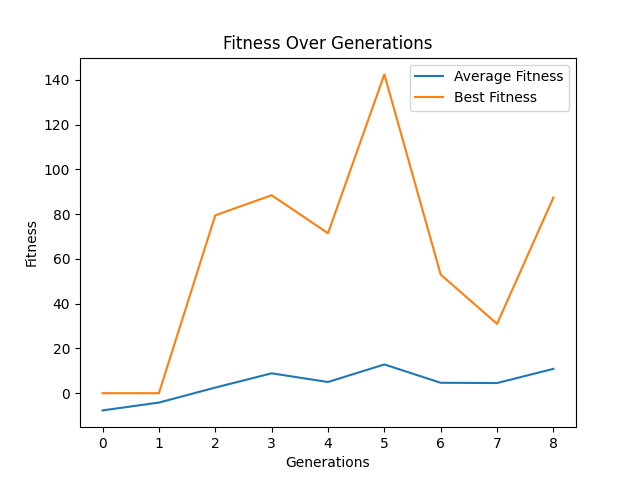 Fitness Over Generations
Average Fitness
Best Fitness
140
120
100
80
60
40
20
0
Fitness
0 1 2 3 4 5 6 7 8
Generations